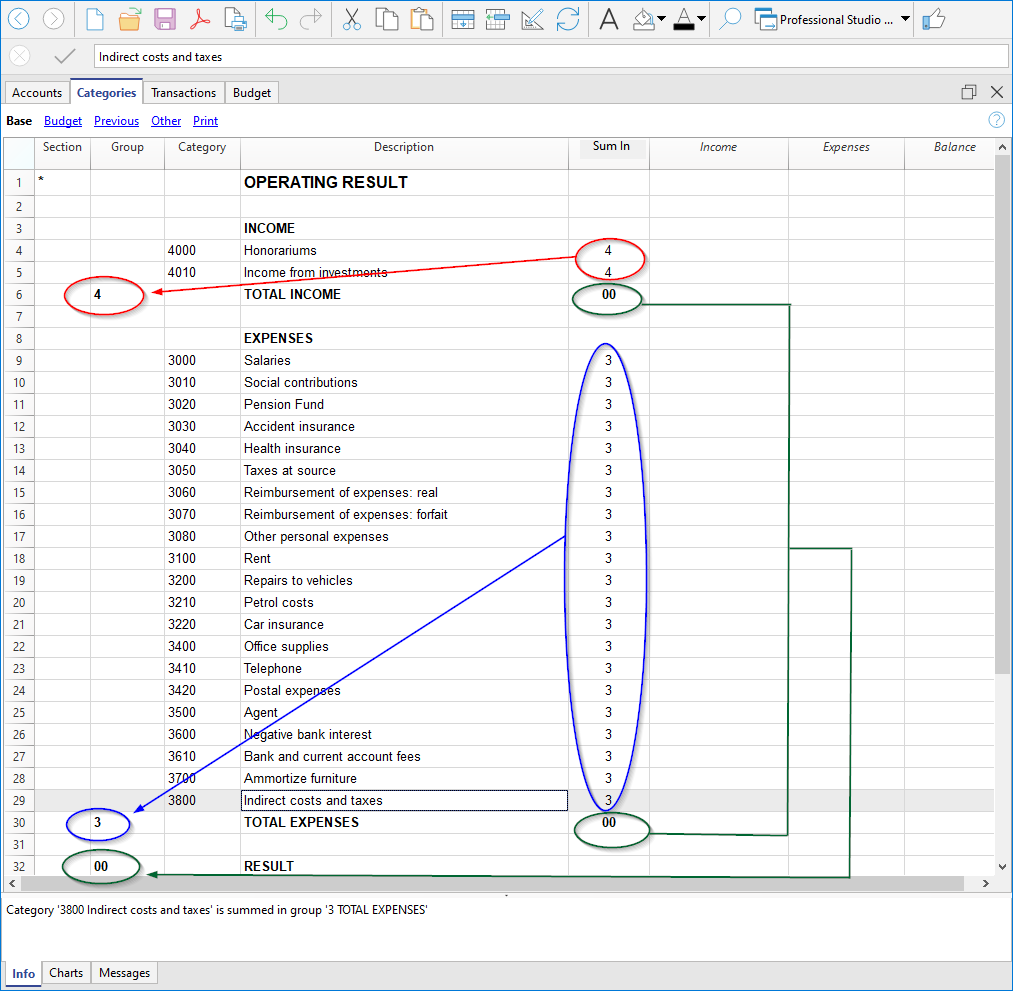 Professional Studio ...
Indirect costs and taxes
Accounts Categories Transactions Budget
Base Budget Previous Other Print
Section Group Category Description Sum In Income Expenses Balance
1 * OPERATING RESULT
2
3 INCOME
4 4000 Honorariums 4
5 4010 Income from investments 4
6 4 TOTAL INCOME 00
7
8 EXPENSES
9 3000 Salaries 3
10 3010 Social contributions 3
11 3020 Pension Fund 3
12 3030 Accident insurance 3
13 3040 Health insurance 3
14 3050 Taxes at source 3
15 3060 Reimbursement of expenses: real 3
16 3070 Reimbursement of expenses: forfait 3
17 3080 Other personal expenses 3
18 3100 Rent 3
19 3200 Repairs to vehicles 3
20 3210 Petrol costs 3
21 3220 Car insurance 3
22 3400 Office supplies 3
23 3410 Telephone 3
24 3420 Postal expenses 3
25 3500 Agent 3
26 3600 Negative bank interest 3
27 3610 Bank and current account fees 3
28 3700 Ammortize furniture 3
29 3800 Indirect costs and taxes 3
30 3 TOTAL EXPENSES 00
31
32 00 RESULT
Category '3800 Indirect costs and taxes' is summed in group '3 TOTAL EXPENSES'
Info Charts Messages